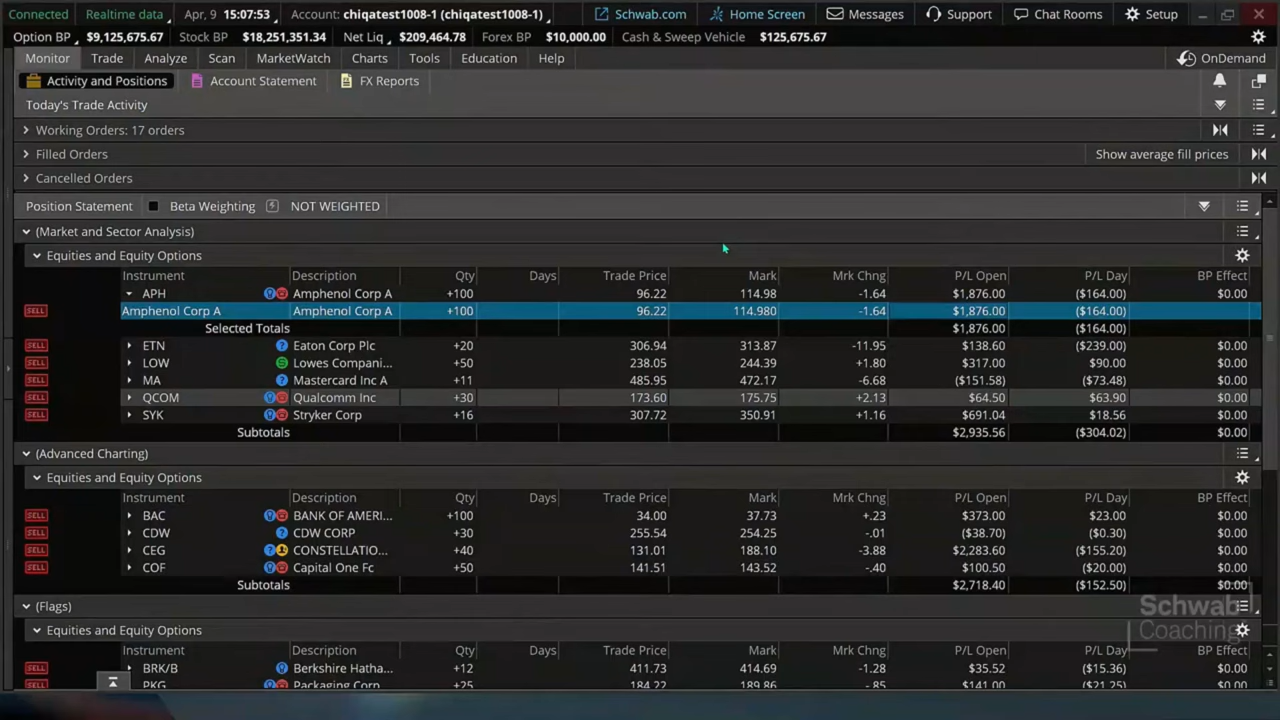 Connected Realtime data Apr, 9 15:07:53 Account: chiqatest1008-1 (chiqatest1008-1) Schwab.com Home Screen Messages Support Chat Rooms Setup
Option BP $9,125,675.67 Stock BP $18,251,351.34 Net Liq $209,464.78 Forex BP $10,000.00 Cash & Sweep Vehicle $125,675.67
Monitor Trade Analyze Scan MarketWatch Charts Tools Education Help OnDemand
Activity and Positions Account Statement FX Reports
Today's Trade Activity
Working Orders: 17 orders
Filled Orders Show average fill prices
Cancelled Orders
Position Statement Beta Weighting NOT WEIGHTED
(Market and Sector Analysis)
Equities and Equity Options
Instrument Description Qty Days Trade Price Mark Mrk Chng P/L Open P/L Day BP Effect
APH Amphenol Corp A +100 96.22 114.98 -1.64 $1,876.00 ($164.00) $0.00
SELL Amphenol Corp A Amphenol Corp A +100 96.22 114.980 -1.64 $1,876.00 ($164.00)
Selected Totals $1,876.00 ($164.00)
SELL ETN Eaton Corp Plc +20 306.94 313.87 -11.95 $138.60 ($239.00) $0.00
SELL LOW Lowes Compani... +50 238.05 244.39 +1.80 $317.00 $90.00 $0.00
SELL MA Mastercard Inc A +11 485.95 472.17 -6.68 ($151.58) ($73.48) $0.00
SELL QCOM Qualcomm Inc +30 173.60 175.75 +2.13 $64.50 $63.90 $0.00
SELL SYK Stryker Corp +16 307.72 350.91 +1.16 $691.04 $18.56 $0.00
Subtotals $2,935.56 ($304.02) $0.00
(Advanced Charting)
Equities and Equity Options
Instrument Description Qty Days Trade Price Mark Mrk Chng P/L Open P/L Day BP Effect
SELL BAC BANK OF AMERI... +100 34.00 37.73 +.23 $373.00 $23.00 $0.00
SELL CDW CDW CORP +30 255.54 254.25 -.01 ($38.70) ($0.30) $0.00
SELL CEG CONSTELLATIO... +40 131.01 188.10 -3.88 $2,283.60 ($155.20) $0.00
SELL COF Capital One Fc +50 141.51 143.52 -.40 $100.50 ($20.00) $0.00
Subtotals $2,718.40 ($152.50) $0.00
(Flags)
Schwab
Equities and Equity Options
Coaching
Instrument Description Qty Days Trade Price Mark Mrk Chng P/L Open P/L Day BP Effect
SELL BRK/B Berkshire Hatha... +12 411.73 414.69 -1.28 $35.52 ($15.36) $0.00
SELL PKG Packaging Corp +25 184.22 189.86 -.85 $141.00 ($21.25) $0.00